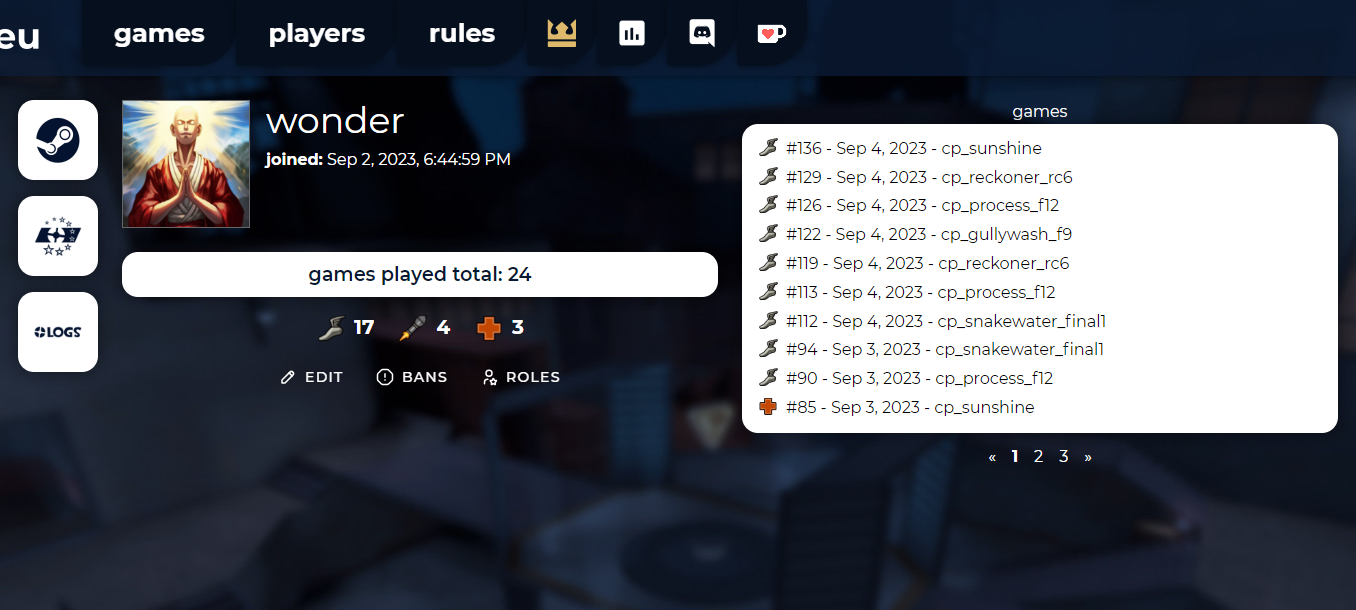 eu
games
players
rules
wonder
joined: Sep 2, 2023, 6:44:59 PM
LOGS
games played total: 24
17
4
3
EDIT
BANS
ROLES
games
#136 - Sep 4, 2023 - cp_sunshine
#129 - Sep 4, 2023 - cp_reckoner_rc6
#126 - Sep 4, 2023 - cp_process_f12
#122 - Sep 4, 2023 - cp_gullywash_f9
#119 - Sep 4, 2023 - cp_reckoner_rc6
#113 - Sep 4, 2023 - cp_process_f12
#112 - Sep 4, 2023 - cp_snakewater_final1
#94 - Sep 3, 2023 - cp_snakewater_final1
#90 - Sep 3, 2023 - cp_process_f12
#85 - Sep 3, 2023 - cp_sunshine
« 1 2 3 »